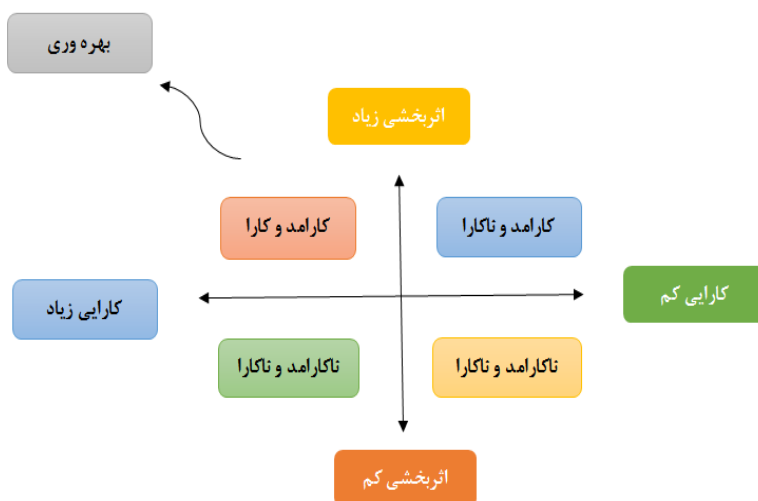 بهره وری
اثربخشی زیاد
کارامد و ناکارا
کارامد و کارا
کارایی کم
کارایی زیاد
ناکارامد و ناکارا
ناکارامد و ناکارا
اثربخشی کم